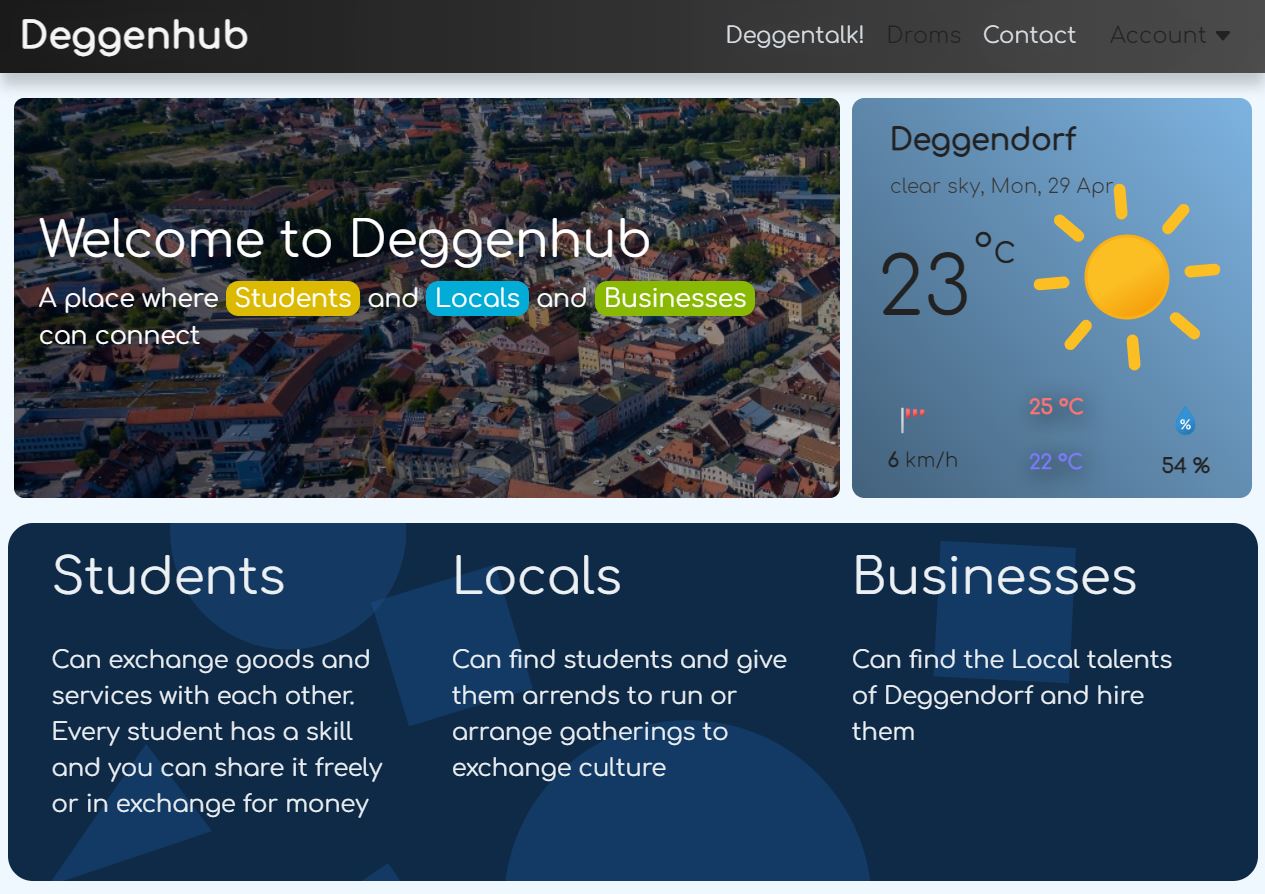 Deggenhub
Deggentalk! Droms Contact Account
Welcome to Deggenhub
A place where Students and Locals and Businesses
can connect
Deggendorf
clear sky, Mon, 29 Apr
23 °C
25 °C
6 km/h
22 °C
%
54 %
Students
Can exchange goods and
services with each other.
Every student has a skill
and you can share it freely
or in exchange for money
Locals
Can find students and give
them arrends to run or
arrange gatherings to
exchange culture
Businesses
Can find the Local talents
of Deggendorf and hire
them